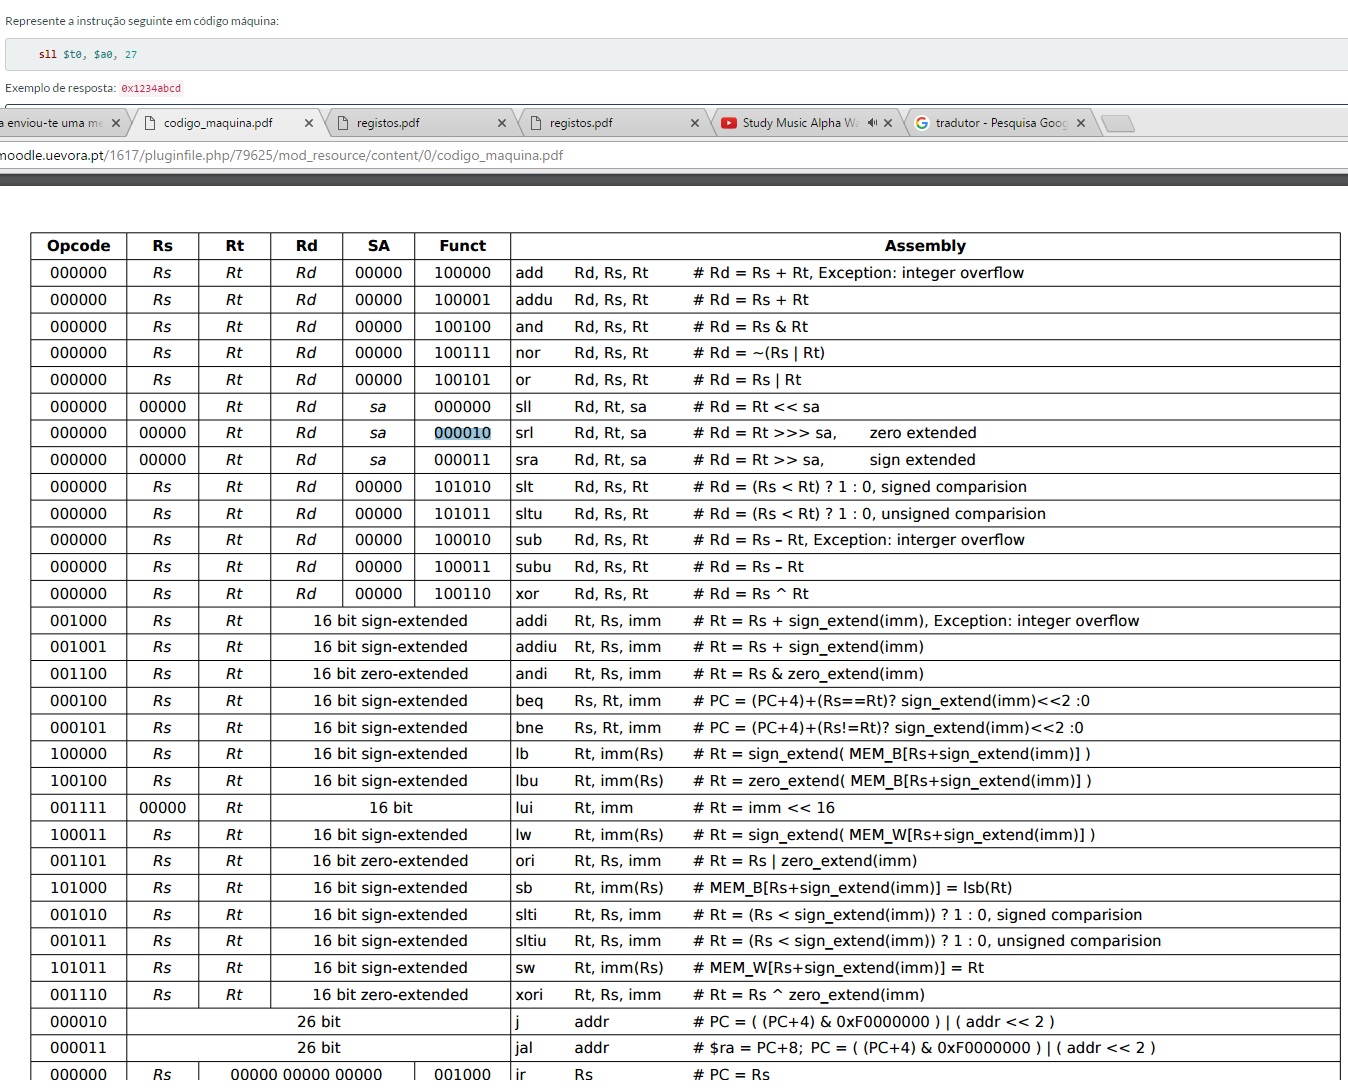 Represente a instrução seguinte em código máquina:
sll $t0, $a0, 27
Exemplo de resposta: 0x1234abcd
a enviou-te uma me codigo_maquina.pdf registos.pdf registos.pdf Study Music Alpha Wa tradutor - Pesquisa Goog
moodle.uevora.pt/1617/pluginfile.php/79625/mod_resource/content/0/codigo_maquina.pdf
Opcode Rs Rt Rd SA Funct Assembly
000000 Rs Rt Rd 00000 100000 add Rd, Rs, Rt # Rd = Rs + Rt, Exception: integer overflow
000000 Rs Rt Rd 00000 100001 addu Rd, Rs, Rt # Rd = Rs + Rt
000000 Rs Rt Rd 00000 100100 and Rd, Rs, Rt # Rd = Rs & Rt
000000 Rs Rt Rd 00000 100111 nor Rd, Rs, Rt # Rd = ~(Rs | Rt)
000000 Rs Rt Rd 00000 100101 or Rd, Rs, Rt # Rd = Rs | Rt
000000 00000 Rt Rd sa 000000 sll Rd, Rt, sa # Rd = Rt << sa
000000 00000 Rt Rd sa 000010 srl Rd, Rt, sa # Rd = Rt >>> sa, zero extended
000000 00000 Rt Rd sa 000011 sra Rd, Rt, sa # Rd = Rt >> sa, sign extended
000000 Rs Rt Rd 00000 101010 slt Rd, Rs, Rt # Rd = (Rs < Rt) ? 1 : 0, signed comparision
000000 Rs Rt Rd 00000 101011 sltu Rd, Rs, Rt # Rd = (Rs < Rt) ? 1 : 0, unsigned comparision
000000 Rs Rt Rd 00000 100010 sub Rd, Rs, Rt # Rd = Rs – Rt, Exception: interger overflow
000000 Rs Rt Rd 00000 100011 subu Rd, Rs, Rt # Rd = Rs – Rt
000000 Rs Rt Rd 00000 100110 xor Rd, Rs, Rt # Rd = Rs ^ Rt
001000 Rs Rt 16 bit sign-extended addi Rt, Rs, imm # Rt = Rs + sign_extend(imm), Exception: integer overflow
001001 Rs Rt 16 bit sign-extended addiu Rt, Rs, imm # Rt = Rs + sign_extend(imm)
001100 Rs Rt 16 bit zero-extended andi Rt, Rs, imm # Rt = Rs & zero_extend(imm)
000100 Rs Rt 16 bit sign-extended beq Rs, Rt, imm # PC = (PC+4)+(Rs==Rt)? sign_extend(imm)<<2 :0
000101 Rs Rt 16 bit sign-extended bne Rs, Rt, imm # PC = (PC+4)+(Rs!=Rt)? sign_extend(imm)<<2 :0
100000 Rs Rt 16 bit sign-extended lb Rt, imm(Rs) # Rt = sign_extend( MEM_B[Rs+sign_extend(imm)] )
100100 Rs Rt 16 bit sign-extended lbu Rt, imm(Rs) # Rt = zero_extend( MEM_B[Rs+sign_extend(imm)] )
001111 00000 Rt 16 bit lui Rt, imm # Rt = imm << 16
100011 Rs Rt 16 bit sign-extended lw Rt, imm(Rs) # Rt = sign_extend( MEM_W[Rs+sign_extend(imm)] )
001101 Rs Rt 16 bit zero-extended ori Rt, Rs, imm # Rt = Rs | zero_extend(imm)
101000 Rs Rt 16 bit sign-extended sb Rt, imm(Rs) # MEM_B[Rs+sign_extend(imm)] = lsb(Rt)
001010 Rs Rt 16 bit sign-extended slti Rt, Rs, imm # Rt = (Rs < sign_extend(imm)) ? 1 : 0, signed comparision
001011 Rs Rt 16 bit sign-extended sltiu Rt, Rs, imm # Rt = (Rs < sign_extend(imm)) ? 1 : 0, unsigned comparision
101011 Rs Rt 16 bit sign-extended sw Rt, imm(Rs) # MEM_W[Rs+sign_extend(imm)] = Rt
001110 Rs Rt 16 bit zero-extended xori Rt, Rs, imm # Rt = Rs ^ zero_extend(imm)
000010 26 bit j addr # PC = ( (PC+4) & 0xF0000000 ) | ( addr << 2 )
000011 26 bit jal addr # $ra = PC+8; PC = ( (PC+4) & 0xF0000000 ) | ( addr << 2 )
000000 Rs 00000 00000 00000 001000 jr Rs # PC = Rs